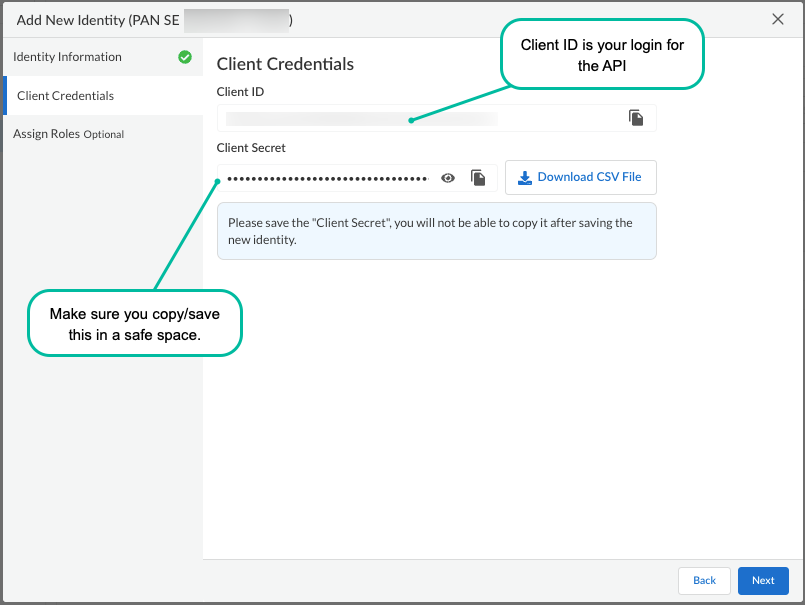 Add New Identity (PAN SE )
Client ID is your login for
the API
Identity Information
Client Credentials
Assign Roles Optional
Client Credentials
Client ID
Client Secret
Download CSV File
Please save the "Client Secret", you will not be able to copy it after saving the
new identity.
Make sure you copy/save
this in a safe space.
Back
Next